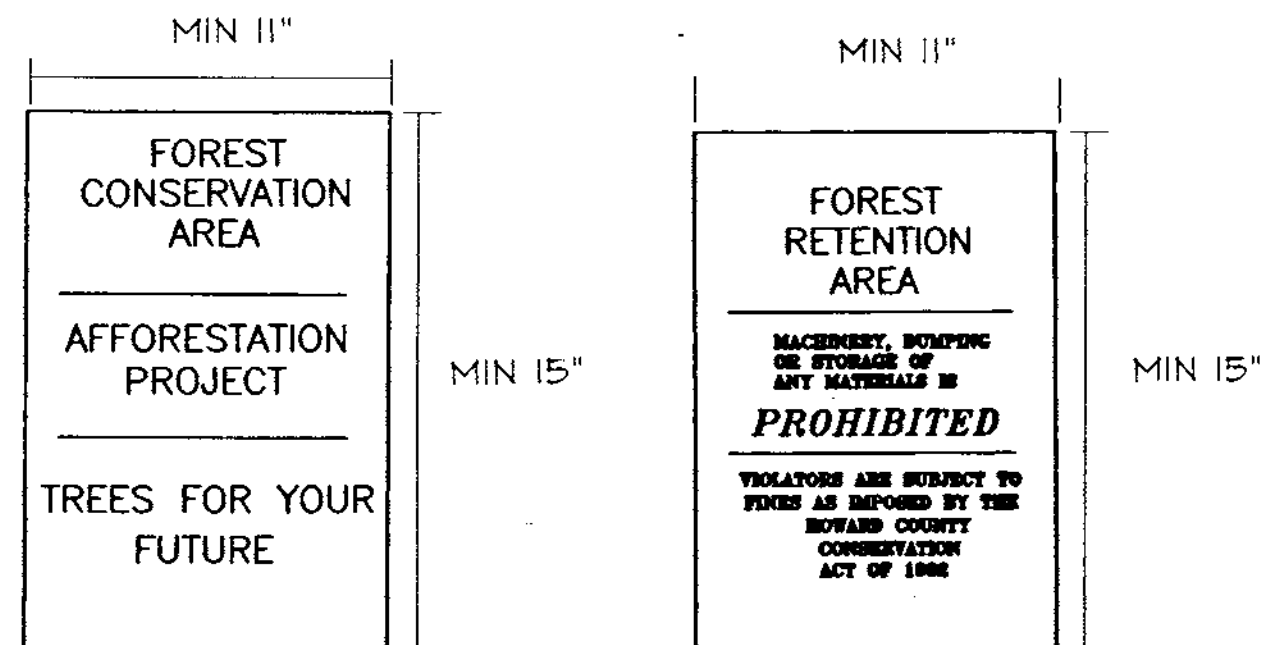 MIN 11"
FOREST
CONSERVATION
AREA
AFFORESTATION
PROJECT
TREES FOR YOUR
FUTURE
MIN 15"
MIN 11"
FOREST
RETENTION
AREA
MACHINERY, DUMPING
OR STORAGE OF
ANY MATERIALS IS
PROHIBITED
VIOLATORS ARE SUBJECT TO
FINES AS IMPOSED BY THE
HOWARD COUNTY
CONSERVATION
ACT OF 1992
MIN 15"